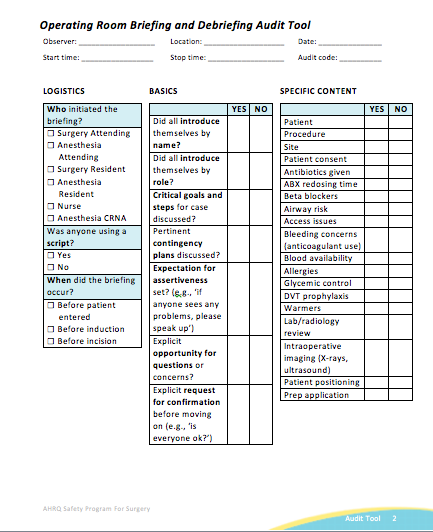 Operating Room Briefing and Debriefing Audit Tool
Observer: ___________________ Location: ______________ Date: ______________
Start time: __________________ Stop time: _____________ Audit code: __________
LOGISTICS
Who initiated the
briefing?
☐ Surgery Attending
☐ Anesthesia
Attending
☐ Surgery Resident
☐ Anesthesia
Resident
☐ Nurse
☐ Anesthesia CRNA
Was anyone using a
script?
☐ Yes
☐ No
When did the briefing
occur?
☐ Before patient
entered
☐ Before induction
☐ Before incision
BASICS
YES NO
Did all introduce
themselves by
name?
Did all introduce
themselves by
role?
Critical goals and
steps for case
discussed?
Pertinent
contingency
plans discussed?
Expectation for
assertiveness
set? (e.g., ‘if
anyone sees any
problems, please
speak up’)
Explicit
opportunity for
questions or
concerns?
Explicit request
for confirmation
before moving
on (e.g., ‘is
everyone ok?’)
SPECIFIC CONTENT
YES NO
Patient
Procedure
Site
Patient consent
Antibiotics given
ABX redosing time
Beta blockers
Airway risk
Access issues
Bleeding concerns
(anticoagulant use)
Blood availability
Allergies
Glycemic control
DVT prophylaxis
Warmers
Lab/radiology
review
Intraoperative
imaging (X-rays,
ultrasound)
Patient positioning
Prep application
AHRQ Safety Program For Surgery
Audit Tool 2